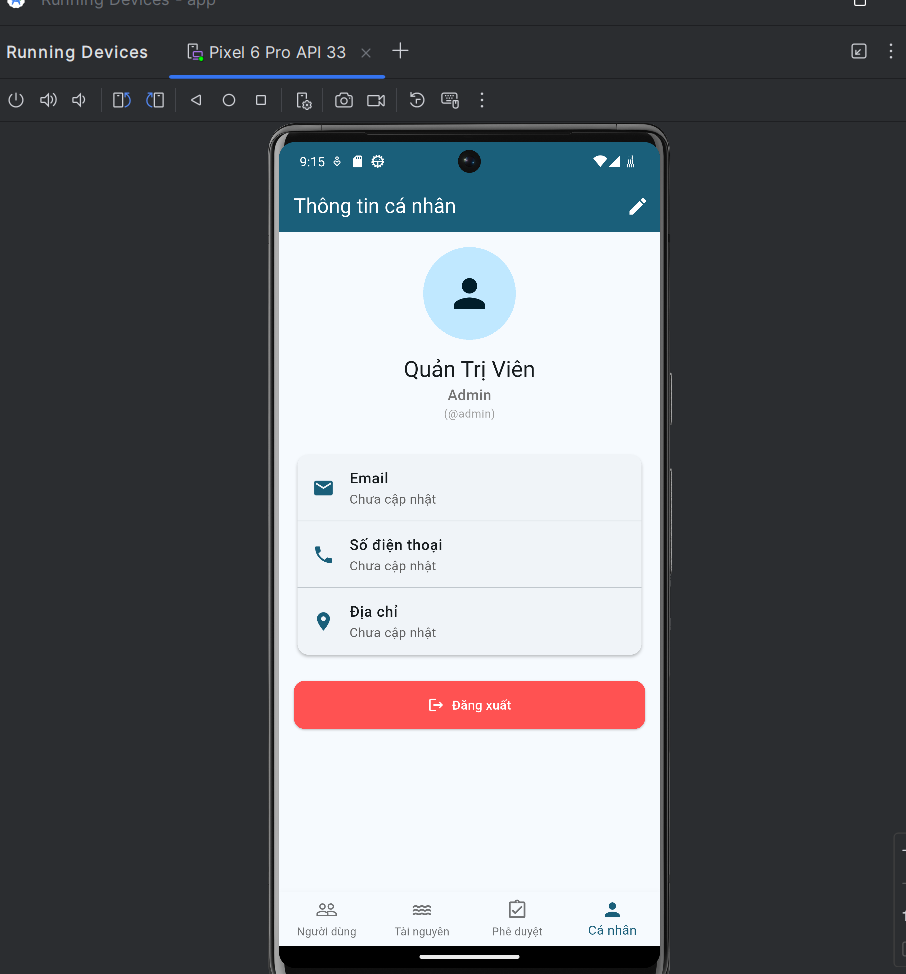 Running Devices - app
Running Devices
Pixel 6 Pro API 33
9:15
Thông tin cá nhân
Quản Trị Viên
Admin
(@admin)
Email
Chưa cập nhật
Số điện thoại
Chưa cập nhật
Địa chỉ
Chưa cập nhật
Đăng xuất
Người dùng
Tài nguyên
Phê duyệt
Cá nhân